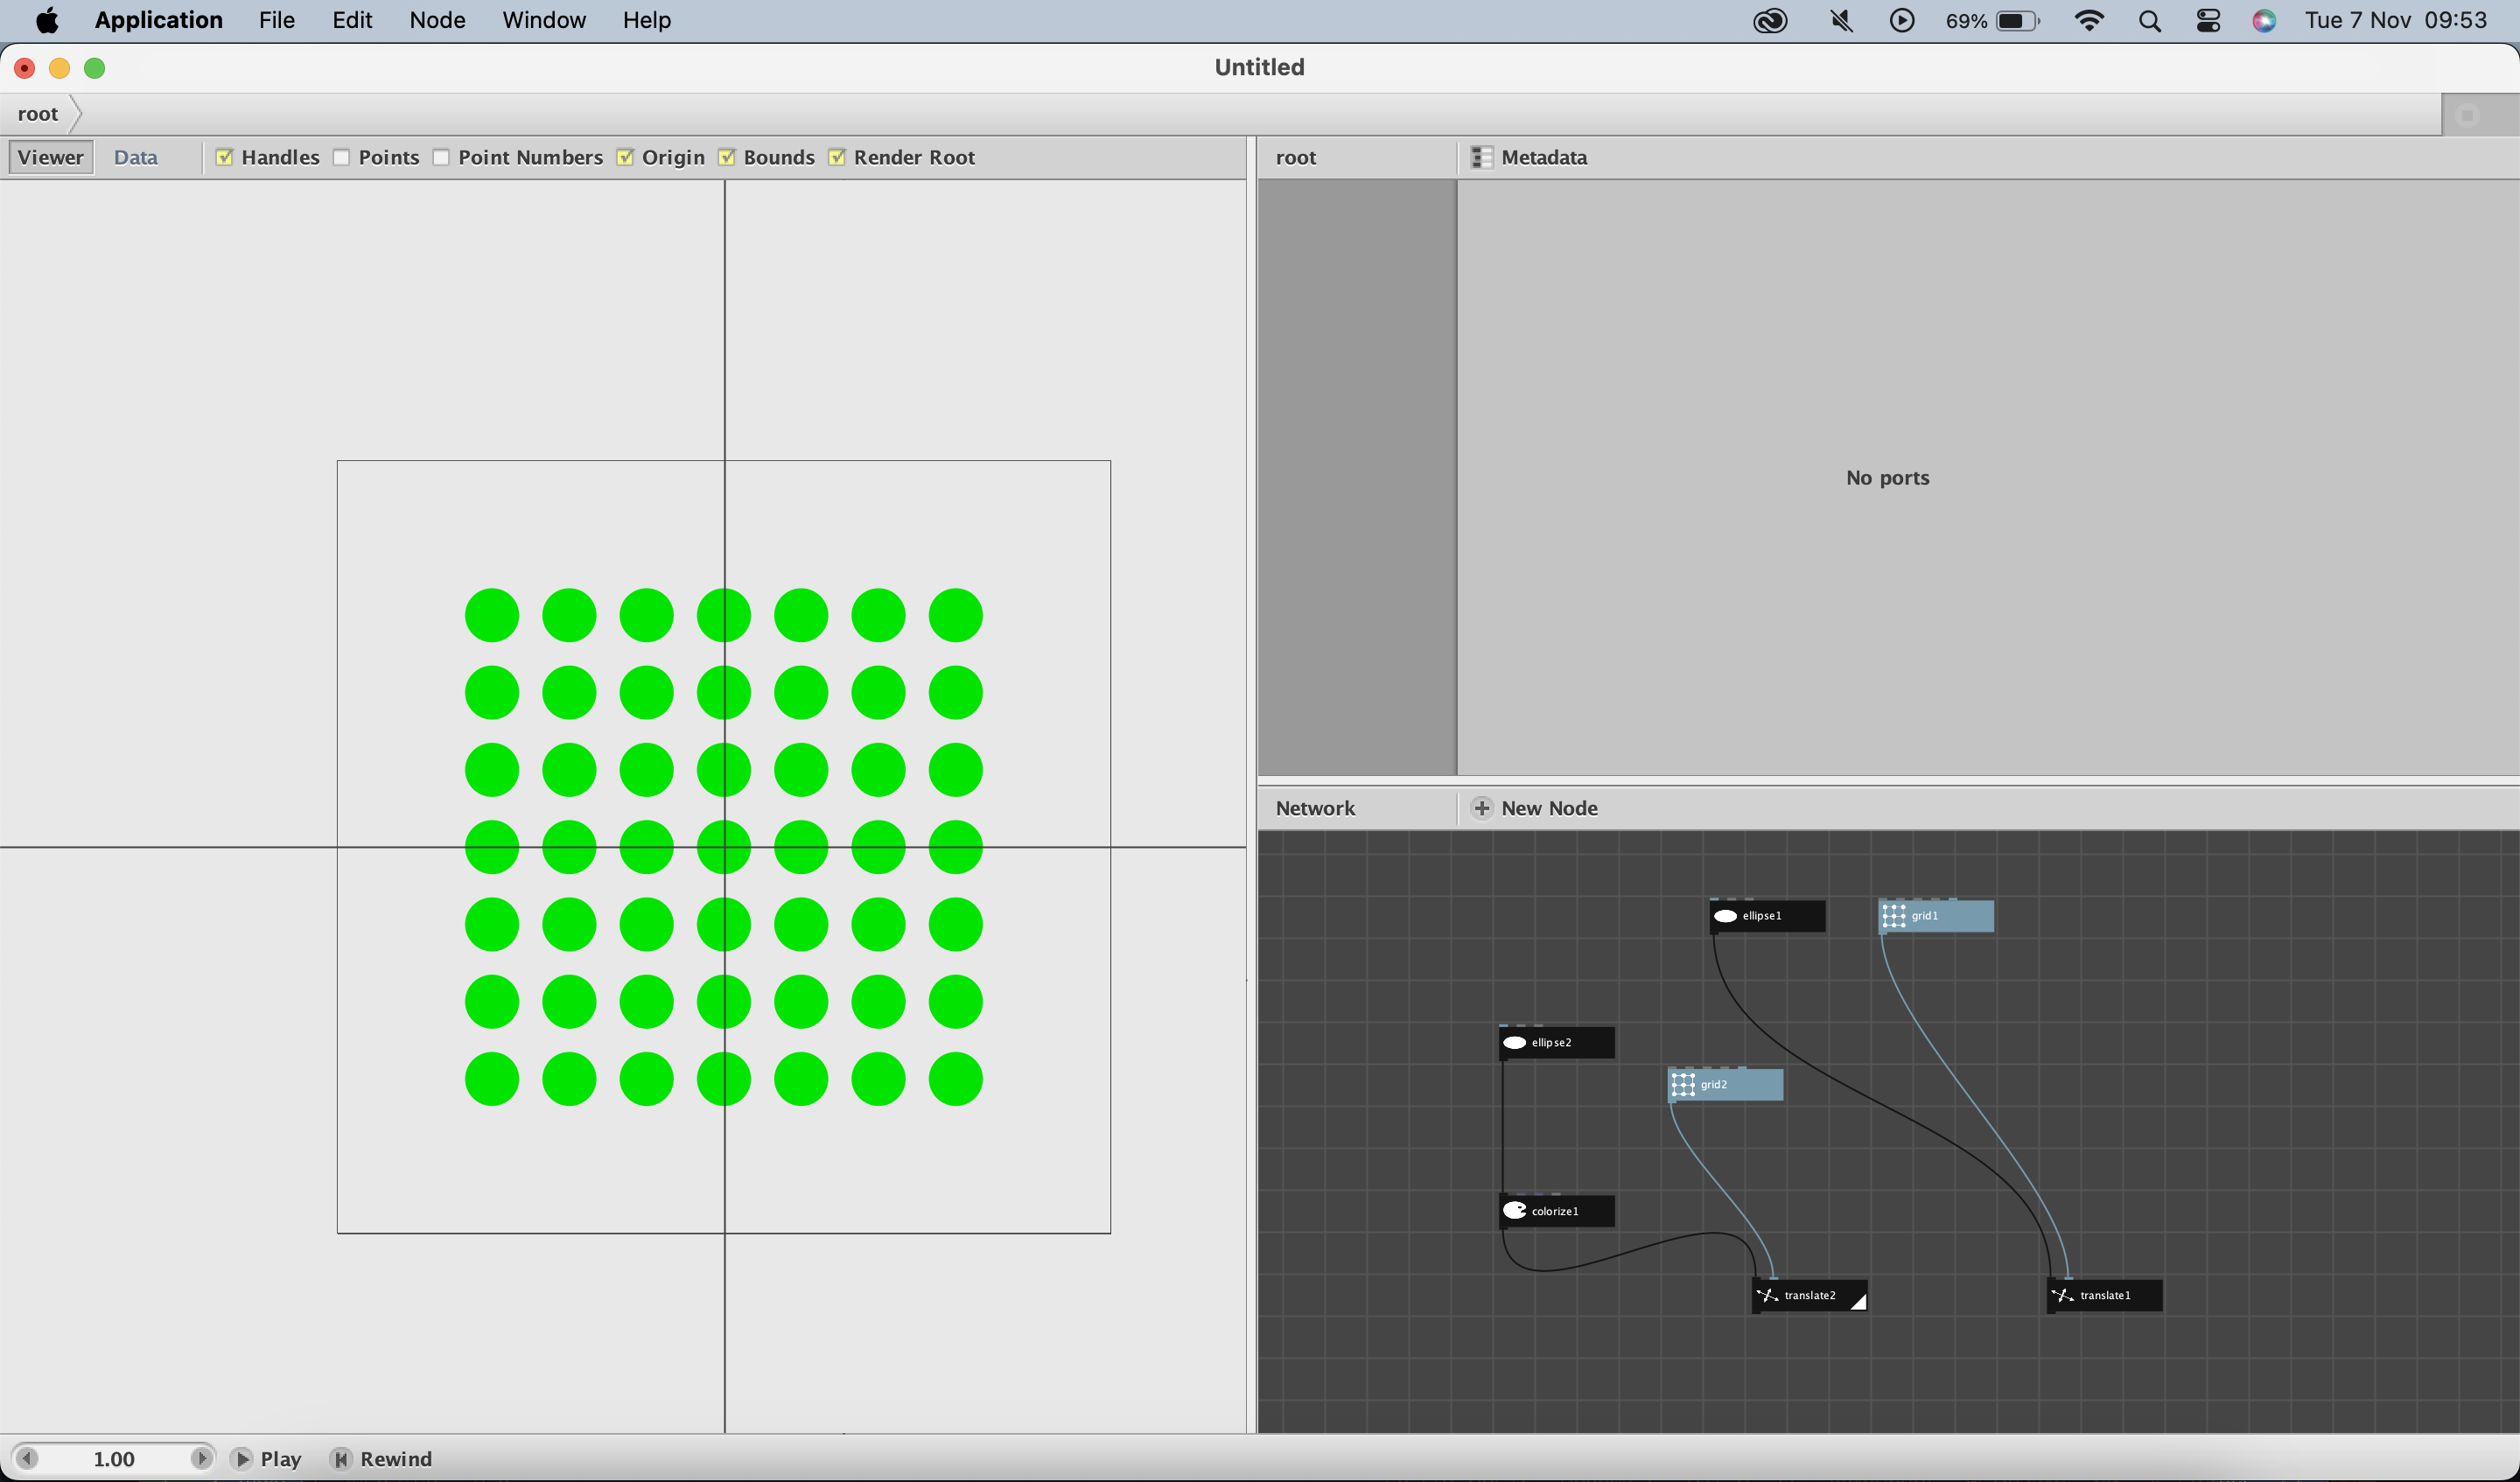 Application File Edit Node Window Help 69% Tue 7 Nov 09:53
Untitled
root
Viewer Data Handles Points Point Numbers Origin Bounds Render Root
root Metadata
No ports
Network New Node
ellipse1 grid1
ellipse2
grid2
colorize1
translate2 translate1
1.00 Play Rewind